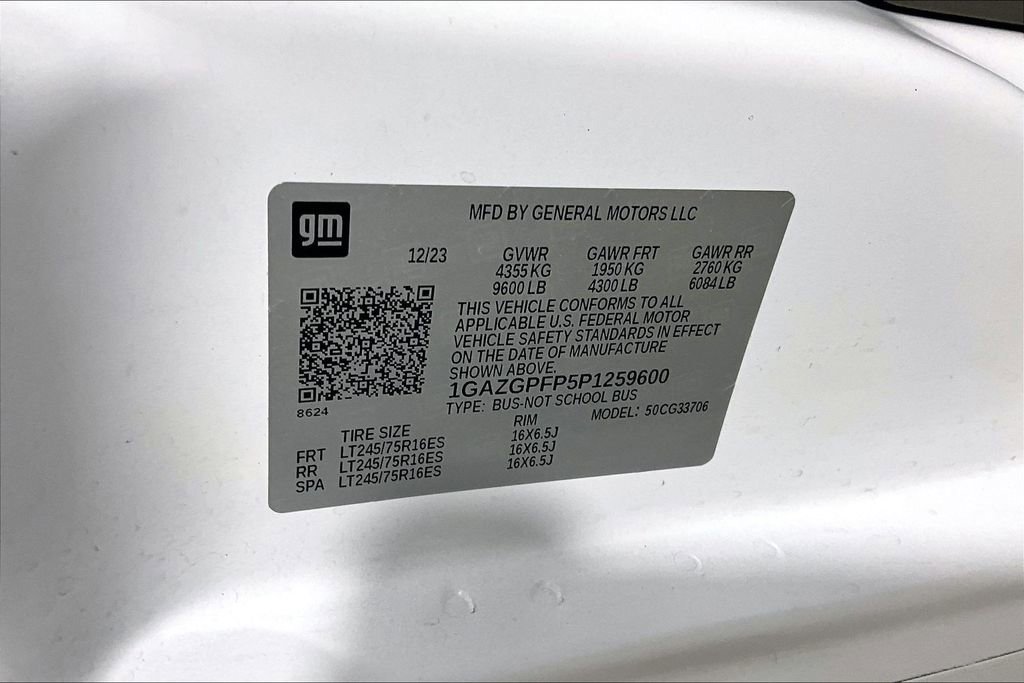 gm
MFD BY GENERAL MOTORS LLC
12/23 GVWR GAWR FRT GAWR RR
4355 KG 1950 KG 2760 KG
9600 LB 4300 LB 6084 LB
THIS VEHICLE CONFORMS TO ALL
APPLICABLE U.S. FEDERAL MOTOR
VEHICLE SAFETY STANDARDS IN EFFECT
ON THE DATE OF MANUFACTURE
SHOWN ABOVE.
1GAZGPFP5P1259600
TYPE: BUS-NOT SCHOOL BUS
MODEL: 50CG33706
8624
TIRE SIZE RIM
FRT LT245/75R16ES 16X6.5J
RR LT245/75R16ES 16X6.5J
SPA LT245/75R16ES 16X6.5J